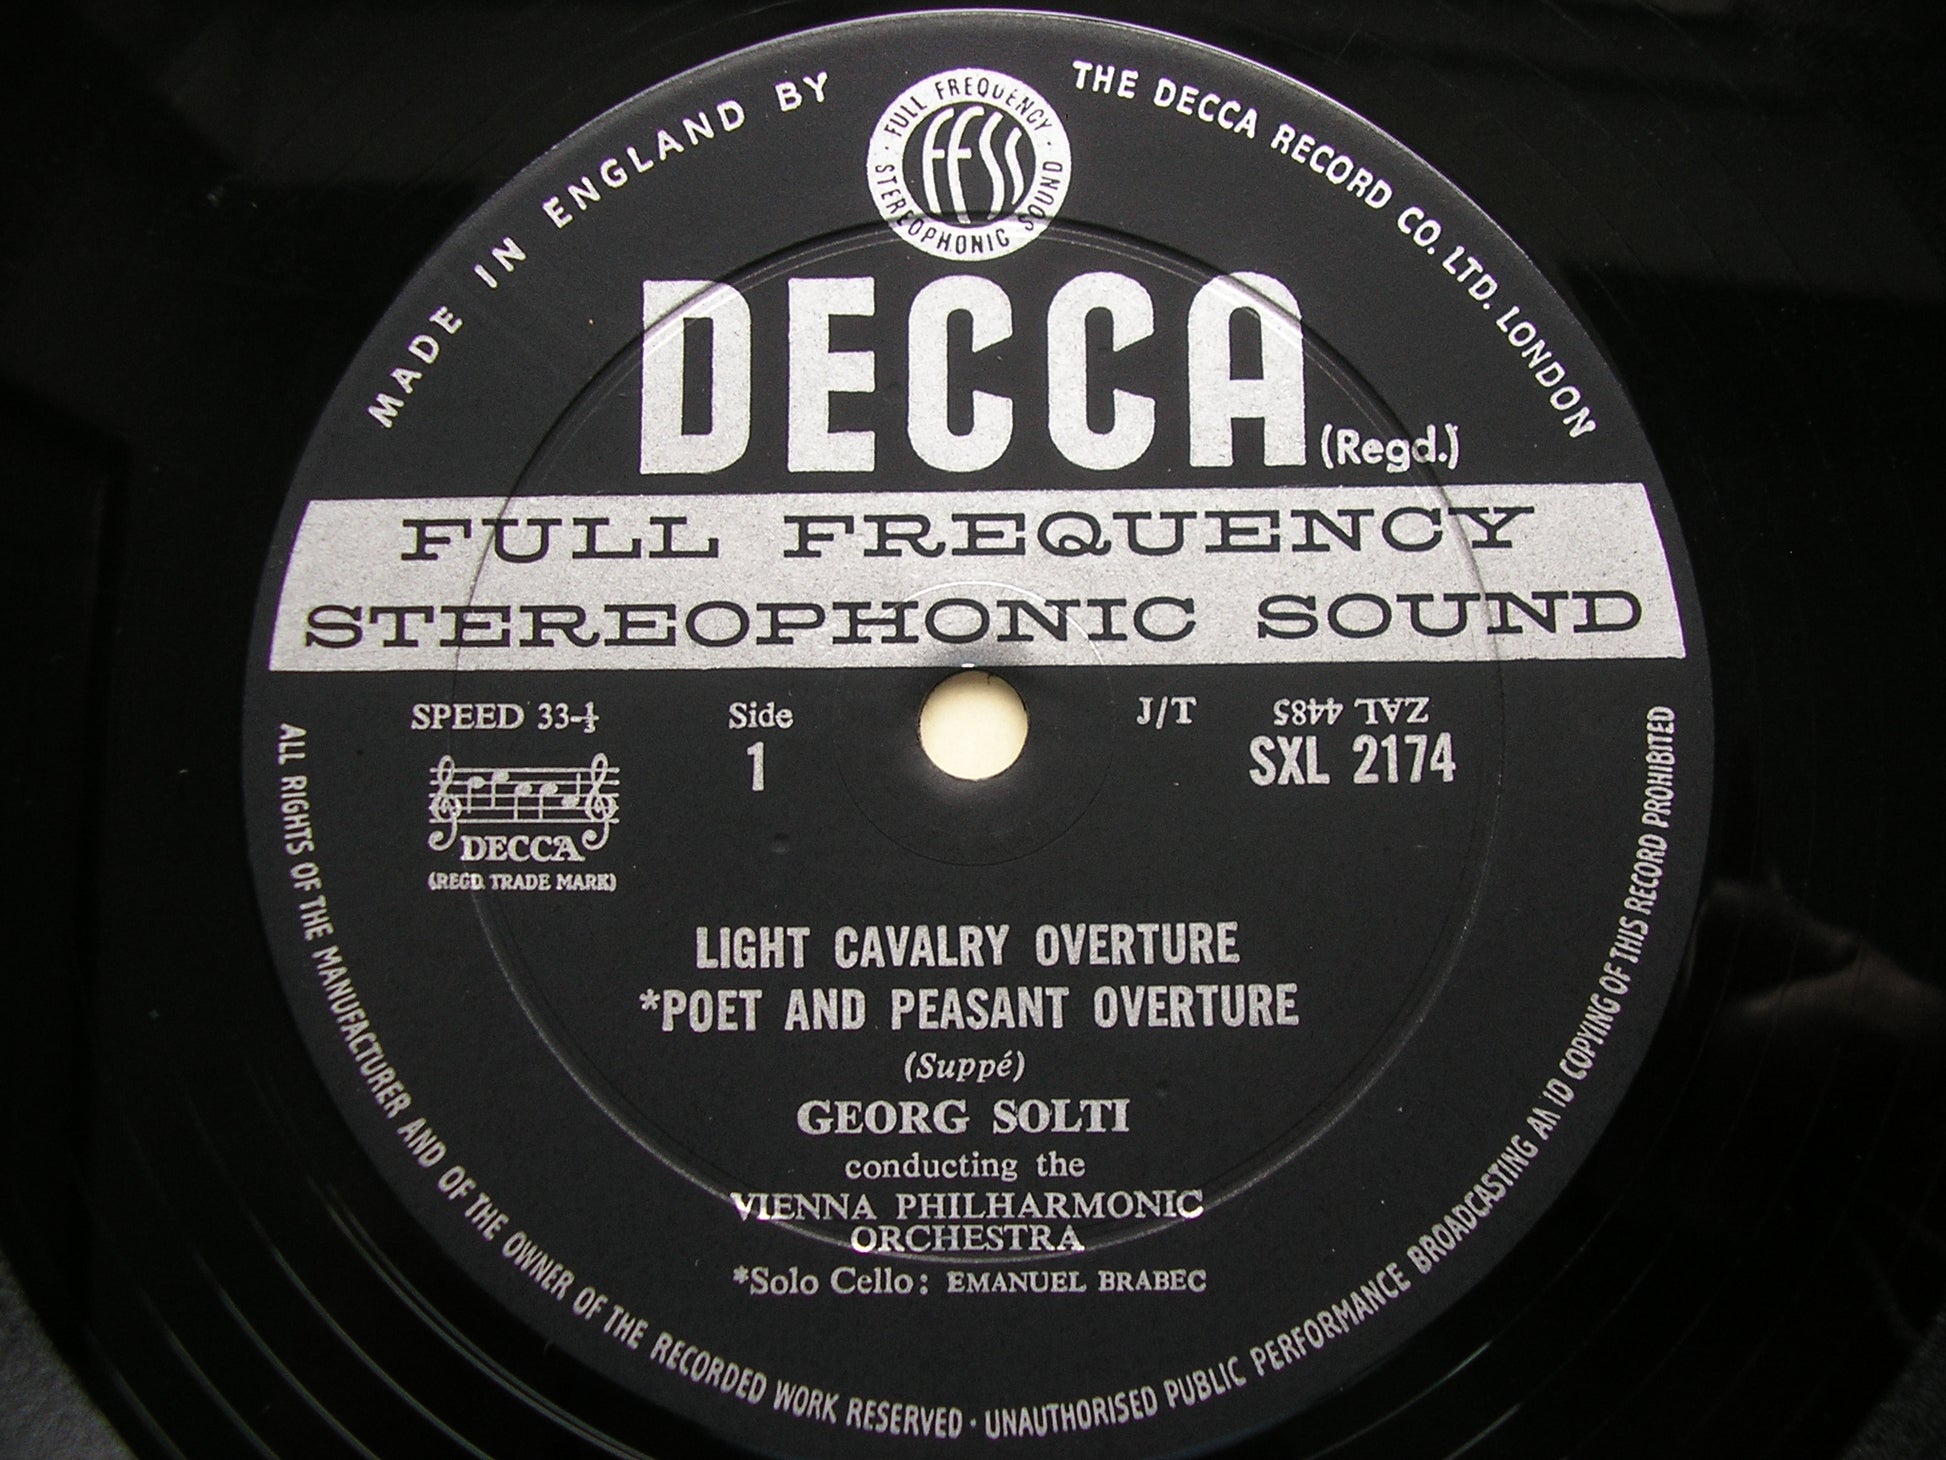 MADE IN ENGLAND BY
THE DECCA RECORD CO. LTD. LONDON
FULL FREQUENCY
ffss
STEREOPHONIC SOUND
DECCA (Regd.)
FULL FREQUENCY
STEREOPHONIC SOUND
SPEED 33-⅓
Side
1
J/T
ZAL 4485
SXL 2174
DECCA
(REGD. TRADE MARK)
LIGHT CAVALRY OVERTURE
*POET AND PEASANT OVERTURE
(Suppé)
GEORG SOLTI
conducting the
VIENNA PHILHARMONIC
ORCHESTRA
*Solo Cello: EMANUEL BRABEC
ALL RIGHTS OF THE MANUFACTURER AND OF THE OWNER OF THE RECORDED WORK RESERVED · UNAUTHORISED PUBLIC PERFORMANCE BROADCASTING AND COPYING OF THIS RECORD PROHIBITED